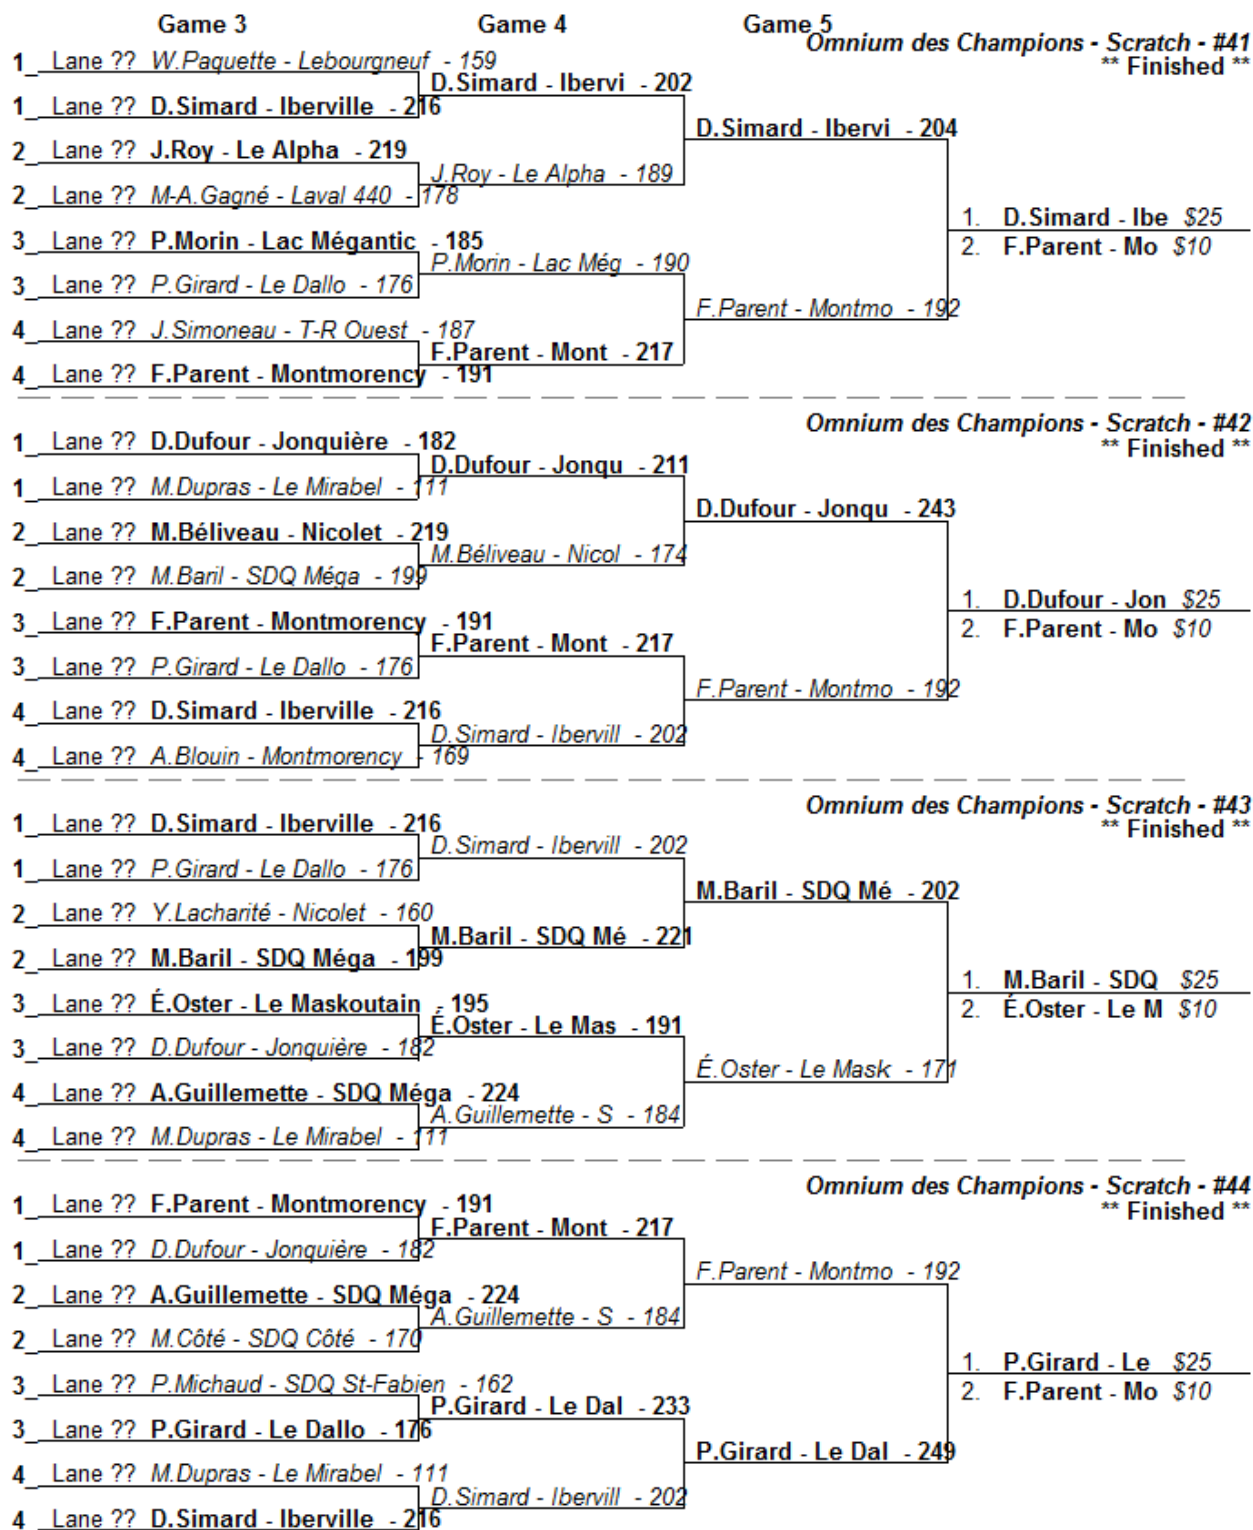 Game 3 Game 4 Game 5
Omnium des Champions - Scratch - #41
** Finished **
1 Lane ?? W.Paquette - Lebourgneuf - 159
D.Simard - Ibervi - 202
1 Lane ?? D.Simard - Iberville - 216
D.Simard - Ibervi - 204
2 Lane ?? J.Roy - Le Alpha - 219
J.Roy - Le Alpha - 189
2 Lane ?? M-A.Gagné - Laval 440 - 178
1. D.Simard - Ibe $25
3 Lane ?? P.Morin - Lac Mégantic - 185
2. F.Parent - Mo $10
P.Morin - Lac Még - 190
3 Lane ?? P.Girard - Le Dallo - 176
F.Parent - Montmo - 192
4 Lane ?? J.Simoneau - T-R Ouest - 187
F.Parent - Mont - 217
4 Lane ?? F.Parent - Montmorency - 191
Omnium des Champions - Scratch - #42
** Finished **
1 Lane ?? D.Dufour - Jonquière - 182
D.Dufour - Jonqu - 211
1 Lane ?? M.Dupras - Le Mirabel - 111
D.Dufour - Jonqu - 243
2 Lane ?? M.Béliveau - Nicolet - 219
M.Béliveau - Nicol - 174
2 Lane ?? M.Baril - SDQ Méga - 199
1. D.Dufour - Jon $25
3 Lane ?? F.Parent - Montmorency - 191
2. F.Parent - Mo $10
F.Parent - Mont - 217
3 Lane ?? P.Girard - Le Dallo - 176
F.Parent - Montmo - 192
4 Lane ?? D.Simard - Iberville - 216
D.Simard - Ibervill - 202
4 Lane ?? A.Blouin - Montmorency - 169
Omnium des Champions - Scratch - #43
** Finished **
1 Lane ?? D.Simard - Iberville - 216
D.Simard - Ibervill - 202
1 Lane ?? P.Girard - Le Dallo - 176
M.Baril - SDQ Mé - 202
2 Lane ?? Y.Lacharité - Nicolet - 160
M.Baril - SDQ Mé - 221
2 Lane ?? M.Baril - SDQ Méga - 199
1. M.Baril - SDQ $25
3 Lane ?? É.Oster - Le Maskoutain - 195
2. É.Oster - Le M $10
É.Oster - Le Mas - 191
3 Lane ?? D.Dufour - Jonquière - 182
É.Oster - Le Mask - 171
4 Lane ?? A.Guillemette - SDQ Méga - 224
A.Guillemette - S - 184
4 Lane ?? M.Dupras - Le Mirabel - 111
Omnium des Champions - Scratch - #44
** Finished **
1 Lane ?? F.Parent - Montmorency - 191
F.Parent - Mont - 217
1 Lane ?? D.Dufour - Jonquière - 182
F.Parent - Montmo - 192
2 Lane ?? A.Guillemette - SDQ Méga - 224
A.Guillemette - S - 184
2 Lane ?? M.Côté - SDQ Côté - 170
1. P.Girard - Le $25
3 Lane ?? P.Michaud - SDQ St-Fabien - 162
2. F.Parent - Mo $10
P.Girard - Le Dal - 233
3 Lane ?? P.Girard - Le Dallo - 176
P.Girard - Le Dal - 249
4 Lane ?? M.Dupras - Le Mirabel - 111
D.Simard - Ibervill - 202
4 Lane ?? D.Simard - Iberville - 216